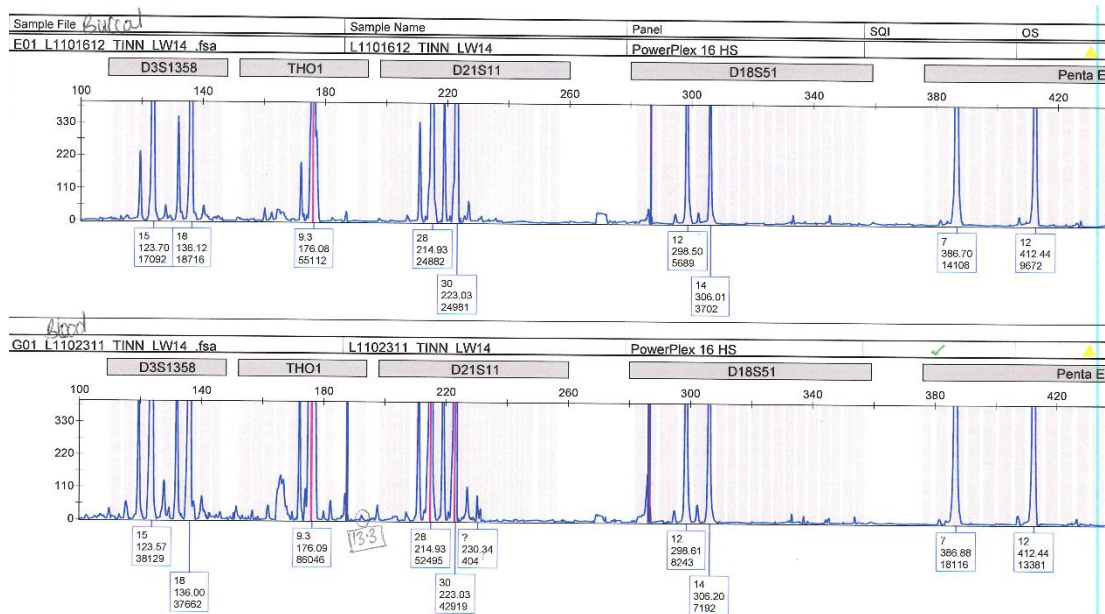 Sample File Buccal Sample Name Panel SQI OS
E01_L1101612_TINN_LW14_.fsa L1101612_TINN_LW14 PowerPlex 16 HS
D3S1358 THO1 D21S11 D18S51 Penta E
100 140 180 220 260 300 340 380 420
330
220
110
0
15 18 9.3 28 12 7 12
123.70 136.12 176.08 214.93 298.50 386.70 412.44
17092 18716 55112 24882 5689 14108 9672
30 14
223.03 306.01
24981 3702
Blood
G01_L1102311_TINN_LW14_.fsa L1102311_TINN_LW14 PowerPlex 16 HS
D3S1358 THO1 D21S11 D18S51 Penta E
100 140 180 220 260 300 340 380 420
330
220
110
0
15 9.3 13.3 28 ? 12 7 12
123.57 176.09 214.93 230.34 298.61 386.88 412.44
38129 86046 52495 404 8243 18116 13381
18 30 14
136.00 223.03 306.20
37662 42919 7192